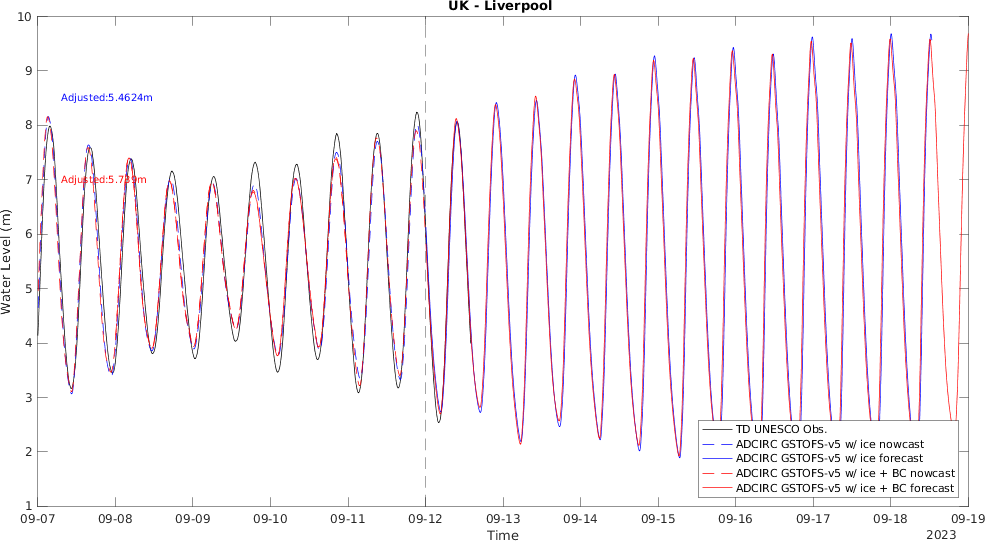 UK - Liverpool
10
9
8
7
6
5
4
3
2
1
Water Level (m)
Adjusted:5.4624m
Adjusted:5.739m
TD UNESCO Obs.
ADCIRC GSTOFS-v5 w/ ice nowcast
ADCIRC GSTOFS-v5 w/ ice forecast
ADCIRC GSTOFS-v5 w/ ice + BC nowcast
ADCIRC GSTOFS-v5 w/ ice + BC forecast
09-07 09-08 09-09 09-10 09-11 09-12 09-13 09-14 09-15 09-16 09-17 09-18 09-19
Time
2023